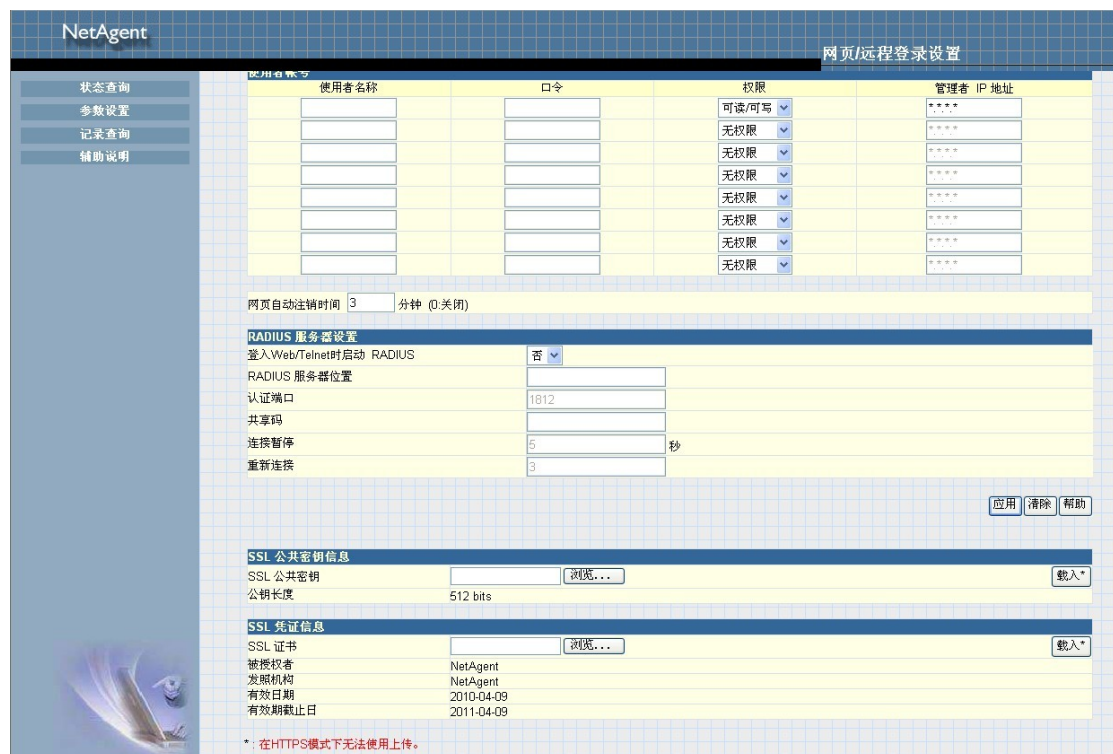 NetAgent
网页/远程登录设置
状态查询
参数设置
记录查询
辅助说明
使用者帐号
使用者名称 口令 权限 管理者 IP 地址
可读/可写 *.*.*.*
无权限 *.*.*.*
无权限 *.*.*.*
无权限 *.*.*.*
无权限 *.*.*.*
无权限 *.*.*.*
无权限 *.*.*.*
无权限 *.*.*.*
网页自动注销时间 3 分钟 (0:关闭)
RADIUS 服务器设置
登入Web/Telnet时启动 RADIUS 否
RADIUS 服务器位置
认证端口 1812
共享码
连接暂停 5 秒
重新连接 3
应用 清除 帮助
SSL 公共密钥信息
SSL 公共密钥 浏览... 载入*
公钥长度 512 bits
SSL 凭证信息
SSL 证书 浏览... 载入*
被授权者 NetAgent
发照机构 NetAgent
有效日期 2010-04-09
有效期截止日 2011-04-09
* : 在HTTPS模式下无法使用上传。